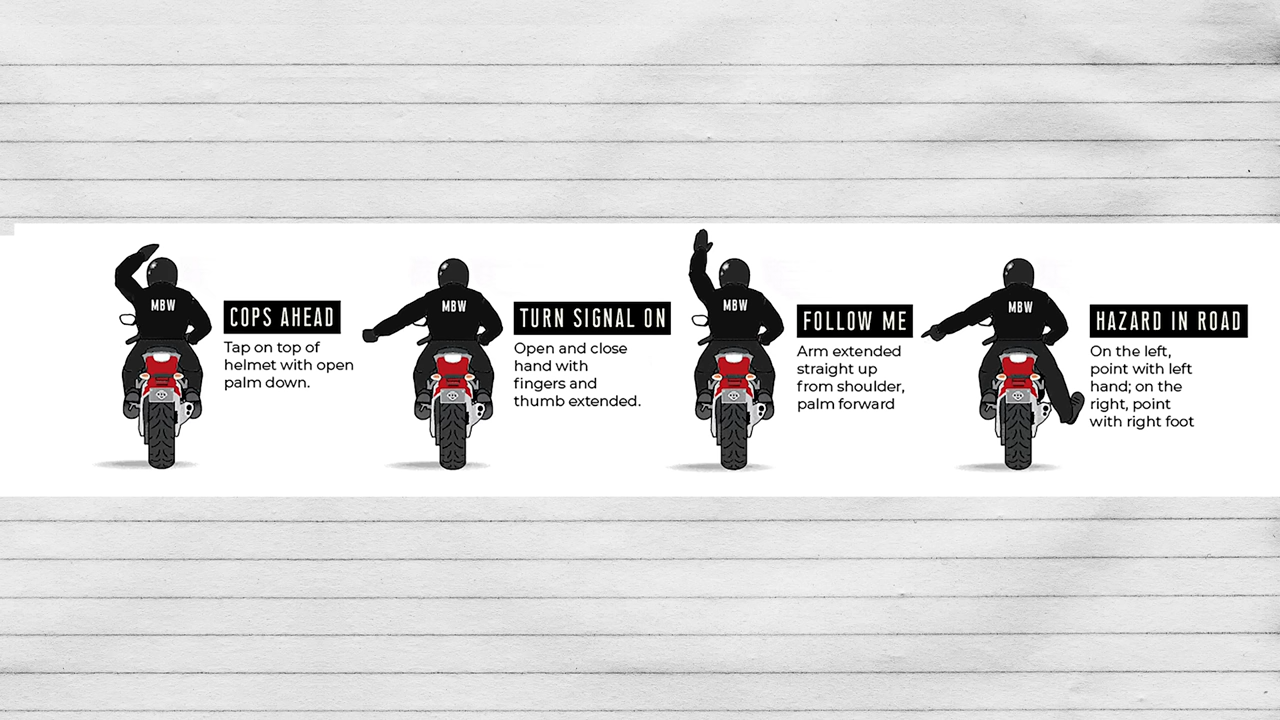 MBW
COPS AHEAD
Tap on top of
helmet with open
palm down.
MBW
TURN SIGNAL ON
Open and close
hand with
fingers and
thumb extended.
MBW
FOLLOW ME
Arm extended
straight up
from shoulder,
palm forward
MBW
HAZARD IN ROAD
On the left,
point with left
hand; on the
right, point
with right foot